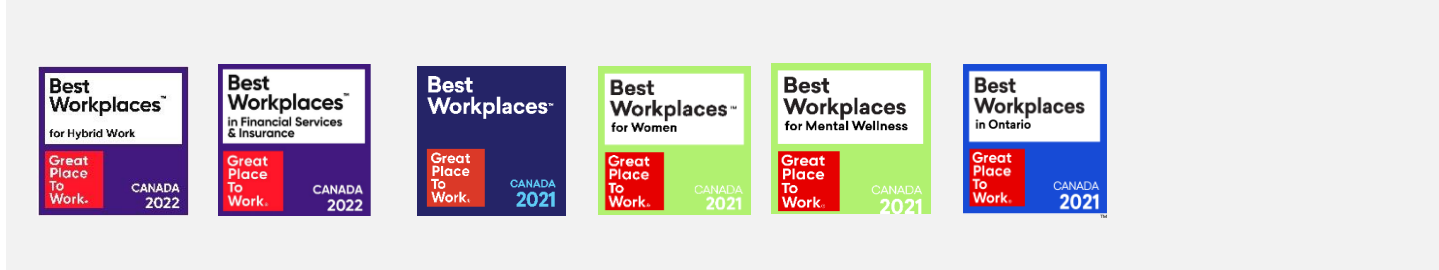 Best
Workplaces™
for Hybrid Work
Great
Place
To
Work.
CANADA
2022
Best
Workplaces™
in Financial Services
& Insurance
Great
Place
To
Work.
CANADA
2022
Best
Workplaces™
Great
Place
To
Work.
CANADA
2021
Best
Workplaces™
for Women
Great
Place
To
Work.
CANADA
2021
Best
Workplaces
for Mental Wellness
Great
Place
To
Work.
CANADA
2021
Best
Workplaces
in Ontario
Great
Place
To
Work.
CANADA
2021
™